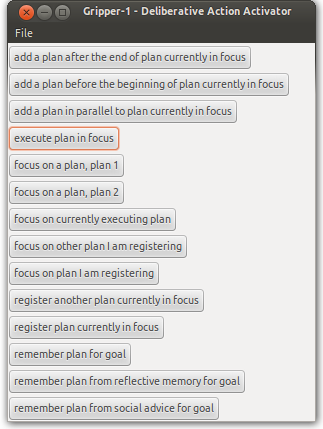 Gripper-1 - Deliberative Action Activator
File
add a plan after the end of plan currently in focus
add a plan before the beginning of plan currently in focus
add a plan in parallel to plan currently in focus
execute plan in focus
focus on a plan, plan 1
focus on a plan, plan 2
focus on currently executing plan
focus on other plan I am registering
focus on plan I am registering
register another plan currently in focus
register plan currently in focus
remember plan for goal
remember plan from reflective memory for goal
remember plan from social advice for goal